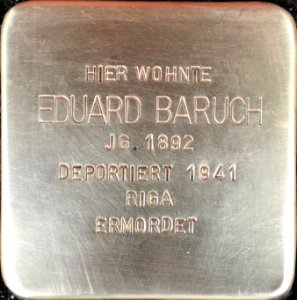 HIER WOHNTE
EDUARD BARUCH
JG. 1892
DEPORTIERT 1941
RIGA
ERMORDET